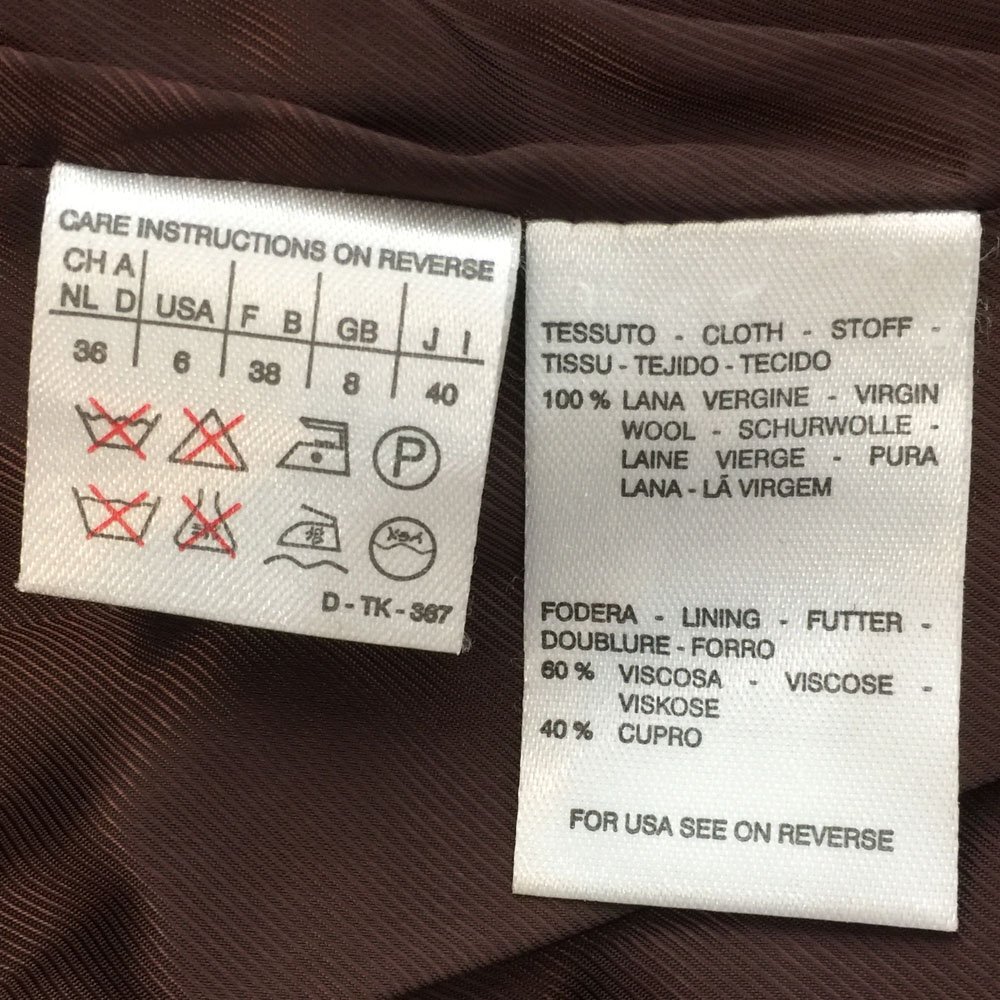 CARE INSTRUCTIONS ON REVERSE
CH A
NL D USA F B GB J I
36 6 38 8 40
P
D - TK - 367
TESSUTO - CLOTH - STOFF -
TISSU - TEJIDO - TECIDO
100 % LANA VERGINE - VIRGIN
WOOL - SCHURWOLLE -
LAINE VIERGE - PURA
LANA - LÃ VIRGEM
FODERA - LINING - FUTTER -
DOUBLURE - FORRO
60 % VISCOSA - VISCOSE -
VISKOSE
40 % CUPRO
FOR USA SEE ON REVERSE